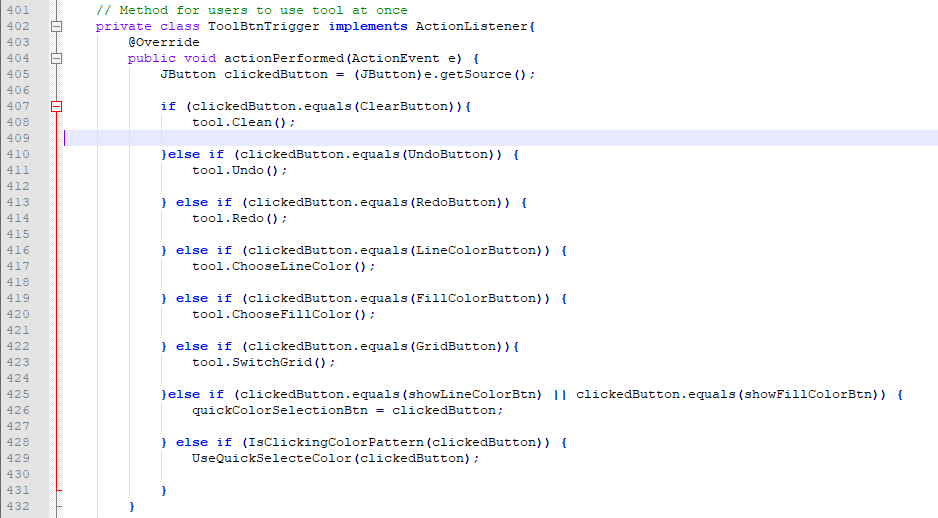 401 // Method for users to use tool at once
402 private class ToolBtnTrigger implements ActionListener{
403 @Override
404 public void actionPerformed(ActionEvent e) {
405 JButton clickedButton = (JButton)e.getSource();
406
407 if (clickedButton.equals(ClearButton)){
408 tool.Clean();
409
410 }else if (clickedButton.equals(UndoButton)) {
411 tool.Undo();
412
413 } else if (clickedButton.equals(RedoButton)) {
414 tool.Redo();
415
416 } else if (clickedButton.equals(LineColorButton)) {
417 tool.ChooseLineColor();
418
419 } else if (clickedButton.equals(FillColorButton)) {
420 tool.ChooseFillColor();
421
422 } else if (clickedButton.equals(GridButton)){
423 tool.SwitchGrid();
424
425 }else if (clickedButton.equals(showLineColorBtn) || clickedButton.equals(showFillColorBtn)) {
426 quickColorSelectionBtn = clickedButton;
427
428 } else if (IsClickingColorPattern(clickedButton)) {
429 UseQuickSelecteColor(clickedButton);
430
431 }
432 }